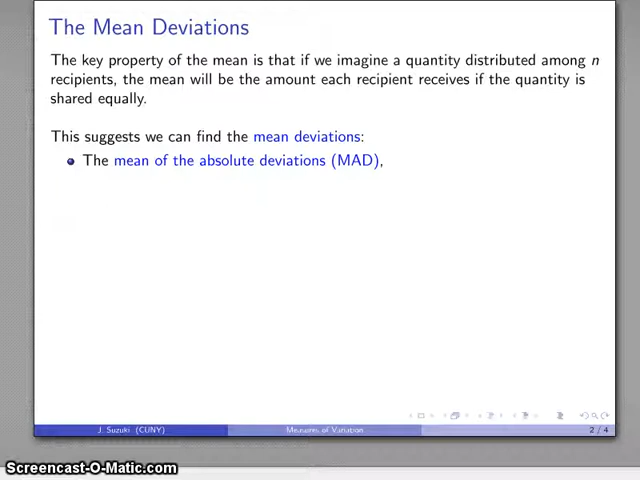 The Mean Deviations
The key property of the mean is that if we imagine a quantity distributed among n
recipients, the mean will be the amount each recipient receives if the quantity is
shared equally.
This suggests we can find the mean deviations:
The mean of the absolute deviations (MAD),
J. Suzuki (CUNY)
Measures of Variation
2 / 4
Screencast-O-Matic.com